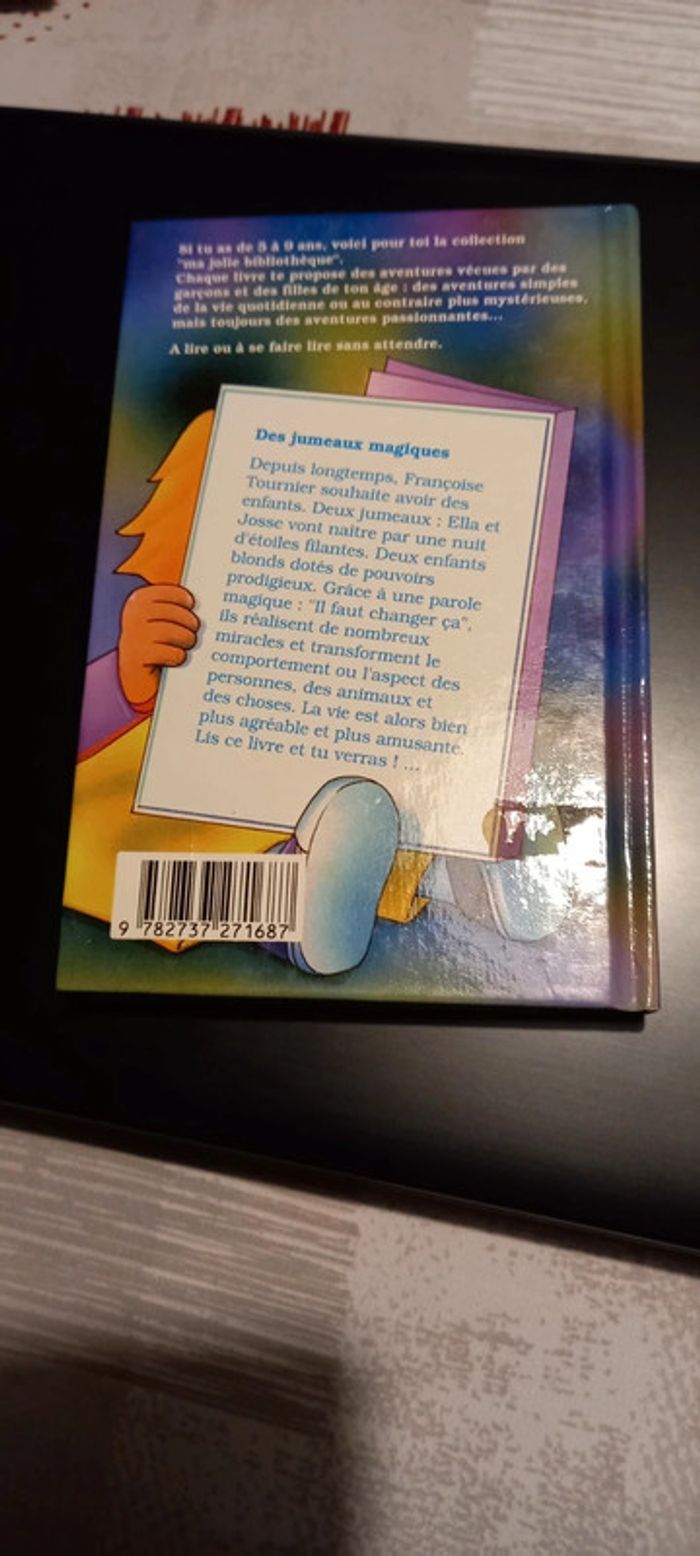 Si tu as de 5 à 9 ans, voici pour toi la collection
"ma jolie bibliothèque".
Chaque livre te propose des aventures vécues par des
garçons et des filles de ton âge : des aventures simples
de la vie quotidienne ou au contraire plus mystérieuses,
mais toujours des aventures passionnantes...
A lire ou à se faire lire sans attendre.
Des jumeaux magiques
Depuis longtemps, Françoise
Tournier souhaite avoir des
enfants. Deux jumeaux : Ella et
Josse vont naître par une nuit
d'étoiles filantes. Deux enfants
blonds dotés de pouvoirs
prodigieux. Grâce à une parole
magique : "Il faut changer ça",
ils réalisent de nombreux
miracles et transforment le
comportement ou l'aspect des
personnes, des animaux et
des choses. La vie est alors bien
plus agréable et plus amusante.
Lis ce livre et tu verras ! ...
9 782737 271687